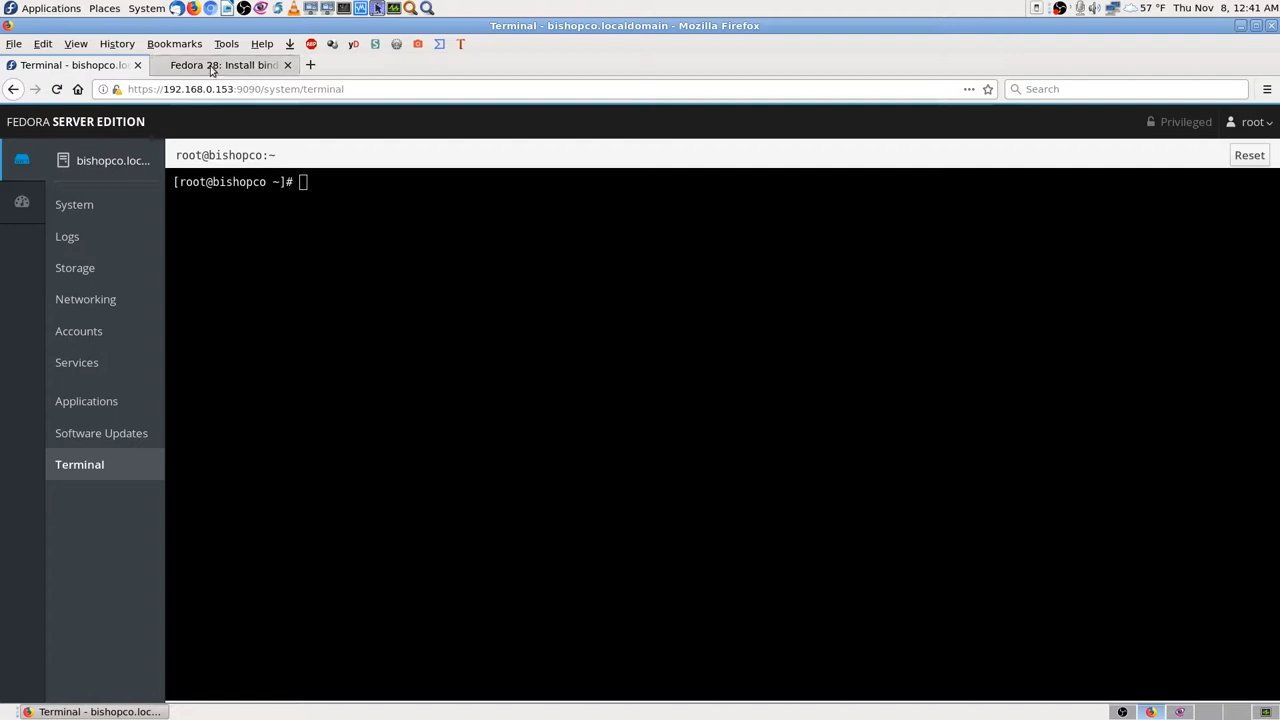 Applications Places System 57 °F Thu Nov 8, 12:41 AM
Terminal - bishopco.localdomain - Mozilla Firefox
File Edit View History Bookmarks Tools Help ABP yD S T
Terminal - bishopco.loc Fedora 28: Install bind
https://192.168.0.153:9090/system/terminal Search
FEDORA SERVER EDITION Privileged root
bishopco.loc... root@bishopco:~ Reset
[root@bishopco ~]#
System
Logs
Storage
Networking
Accounts
Services
Applications
Software Updates
Terminal
Terminal - bishopco.loc...